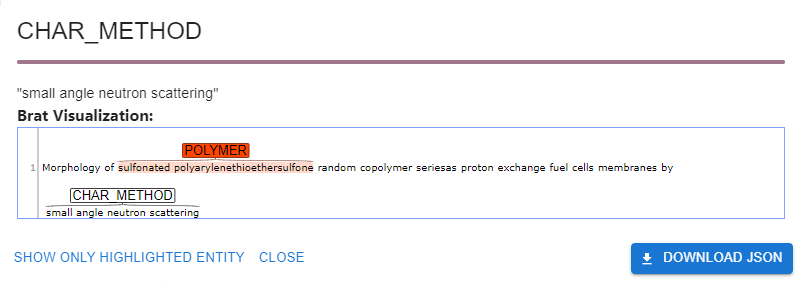 CHAR_METHOD
"small angle neutron scattering"
Brat Visualization:
POLYMER
1 Morphology of sulfonated polyarylenethioethersulfone random copolymer seriesas proton exchange fuel cells membranes by
CHAR_METHOD
small angle neutron scattering
SHOW ONLY HIGHLIGHTED ENTITY CLOSE DOWNLOAD JSON